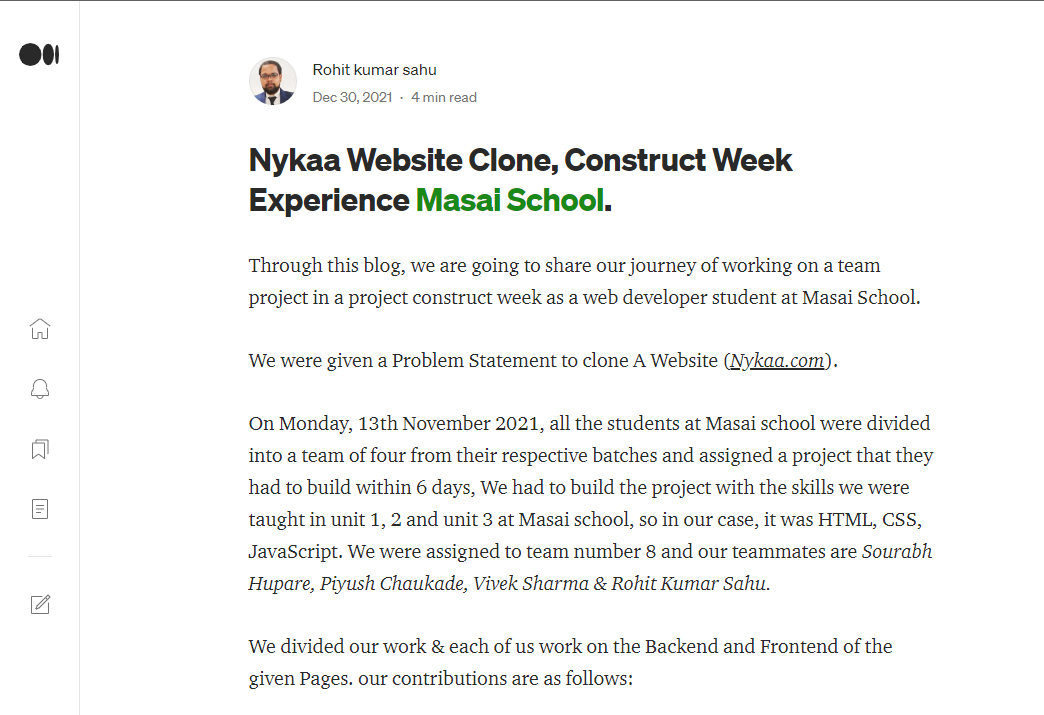 Rohit kumar sahu
Dec 30, 2021 · 4 min read
Nykaa Website Clone, Construct Week
Experience Masai School.
Through this blog, we are going to share our journey of working on a team
project in a project construct week as a web developer student at Masai School.
We were given a Problem Statement to clone A Website (Nykaa.com).
On Monday, 13th November 2021, all the students at Masai school were divided
into a team of four from their respective batches and assigned a project that they
had to build within 6 days, We had to build the project with the skills we were
taught in unit 1, 2 and unit 3 at Masai school, so in our case, it was HTML, CSS,
JavaScript. We were assigned to team number 8 and our teammates are Sourabh
Hupare, Piyush Chaukade, Vivek Sharma & Rohit Kumar Sahu.
We divided our work & each of us work on the Backend and Frontend of the
given Pages. our contributions are as follows: